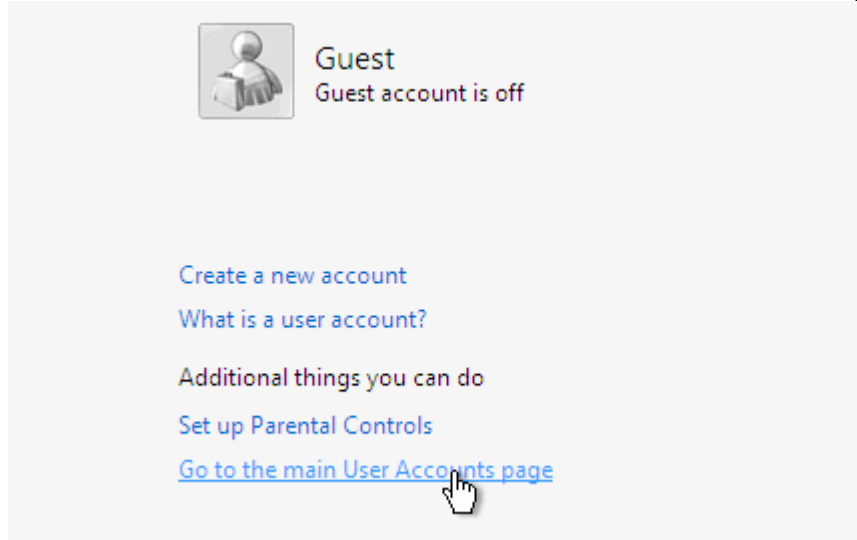 Guest
Guest account is off
Create a new account
What is a user account?
Additional things you can do
Set up Parental Controls
Go to the main User Accounts page